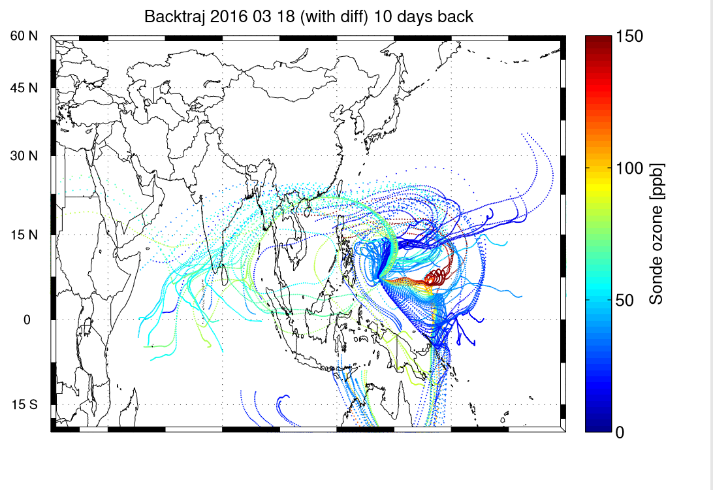 Backtraj 2016 03 18 (with diff) 10 days back
60 N
45 N
30 N
15 N
0
15 S
150
100
50
0
Sonde ozone [ppb]